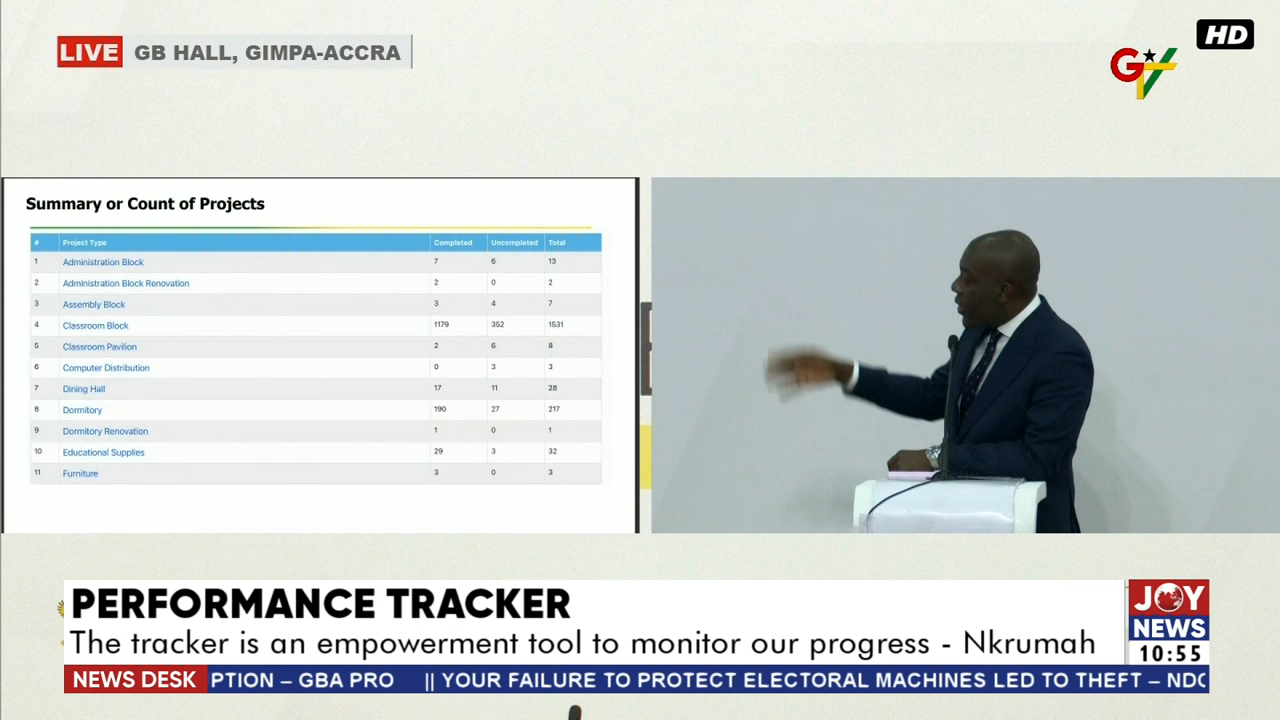 LIVE GB HALL, GIMPA-ACCRA
HD
GTV
Summary or Count of Projects
# Project Type Completed Uncompleted Total
1 Administration Block 7 6 13
2 Administration Block Renovation 2 0 2
3 Assembly Block 3 4 7
4 Classroom Block 1179 352 1531
5 Classroom Pavilion 2 6 8
6 Computer Distribution 0 3 3
7 Dining Hall 17 11 28
8 Dormitory 190 27 217
9 Dormitory Renovation 1 0 1
10 Educational Supplies 29 3 32
11 Furniture 3 0 3
PERFORMANCE TRACKER
The tracker is an empowerment tool to monitor our progress - Nkrumah
JOY
NEWS
10:55
NEWS DESK PTION – GBA PRO || YOUR FAILURE TO PROTECT ELECTORAL MACHINES LED TO THEFT – NDC